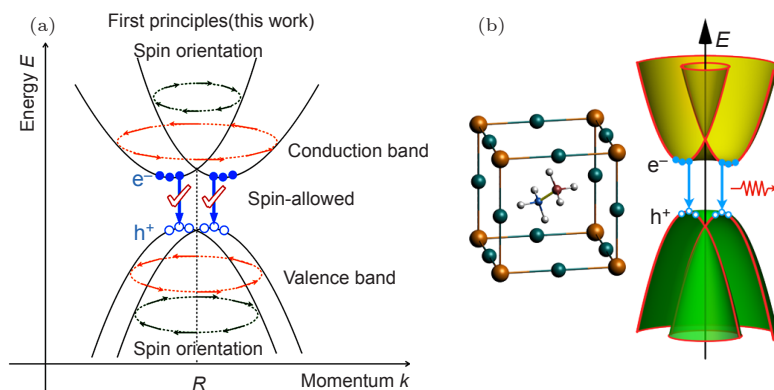 (a)
First principles(this work)
Spin orientation
Energy E
Conduction band
e⁻
Spin-allowed
h⁺
Valence band
Spin orientation
R
Momentum k
(b)
E
e⁻
h⁺